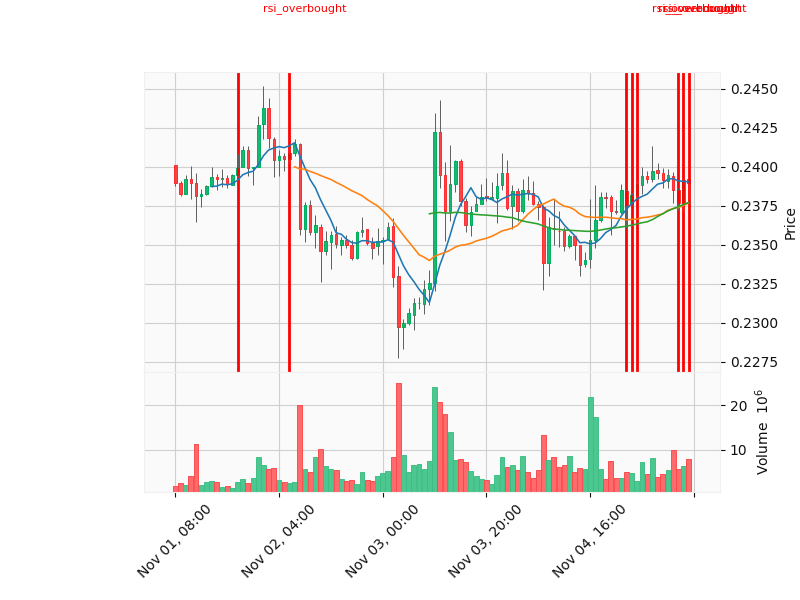 rsi_overbought
0.2450
0.2425
0.2400
0.2375
0.2350
0.2325
0.2300
0.2275
Price
20
10
Volume 10^6
Nov 01, 08:00
Nov 02, 04:00
Nov 03, 00:00
Nov 03, 20:00
Nov 04, 16:00